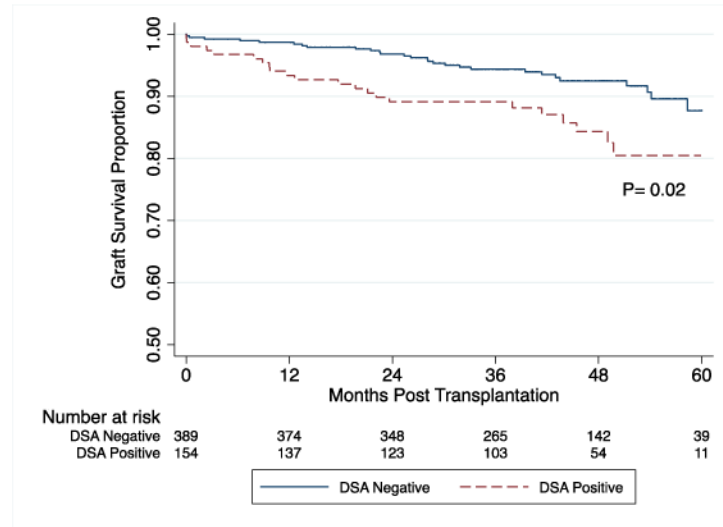 1.00
0.90
0.80
0.70
0.60
0.50
Graft Survival Proportion
P= 0.02
0 12 24 36 48 60
Months Post Transplantation
Number at risk
DSA Negative 389 374 348 265 142 39
DSA Positive 154 137 123 103 54 11
DSA Negative DSA Positive